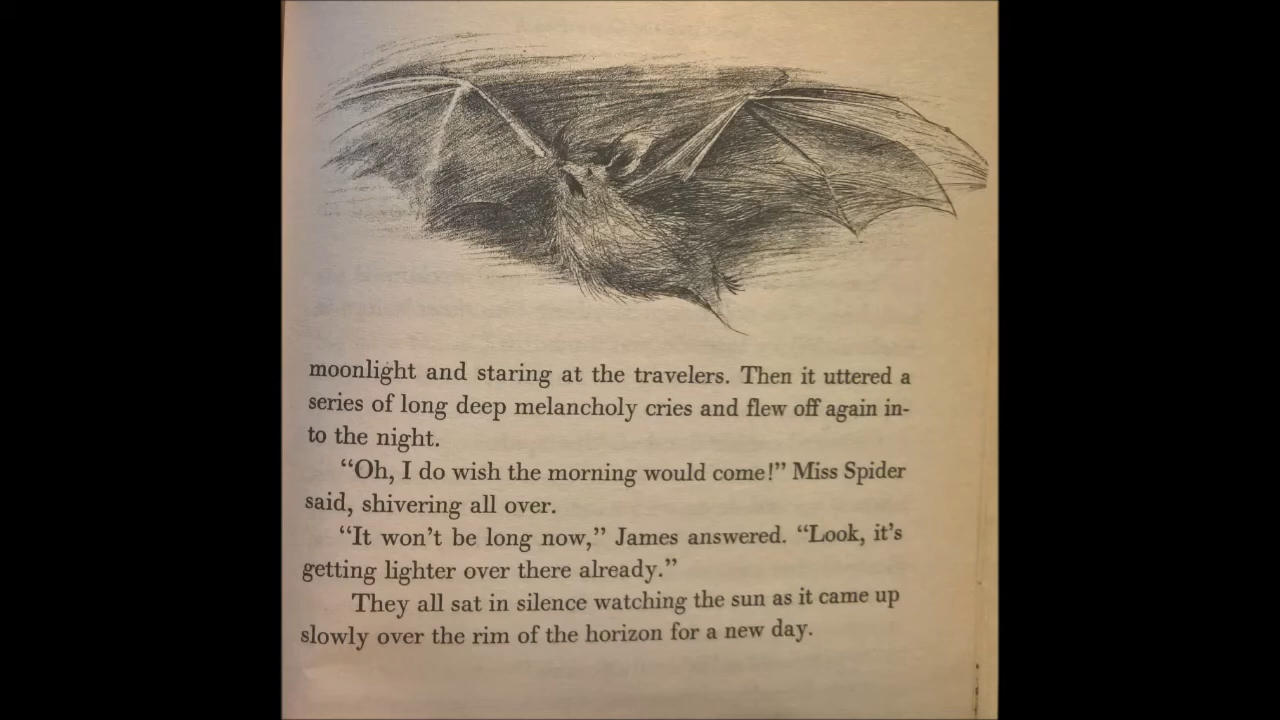 moonlight and staring at the travelers. Then it uttered a
series of long deep melancholy cries and flew off again in-
to the night.
“Oh, I do wish the morning would come!” Miss Spider
said, shivering all over.
“It won’t be long now,” James answered. “Look, it’s
getting lighter over there already.”
They all sat in silence watching the sun as it came up
slowly over the rim of the horizon for a new day.